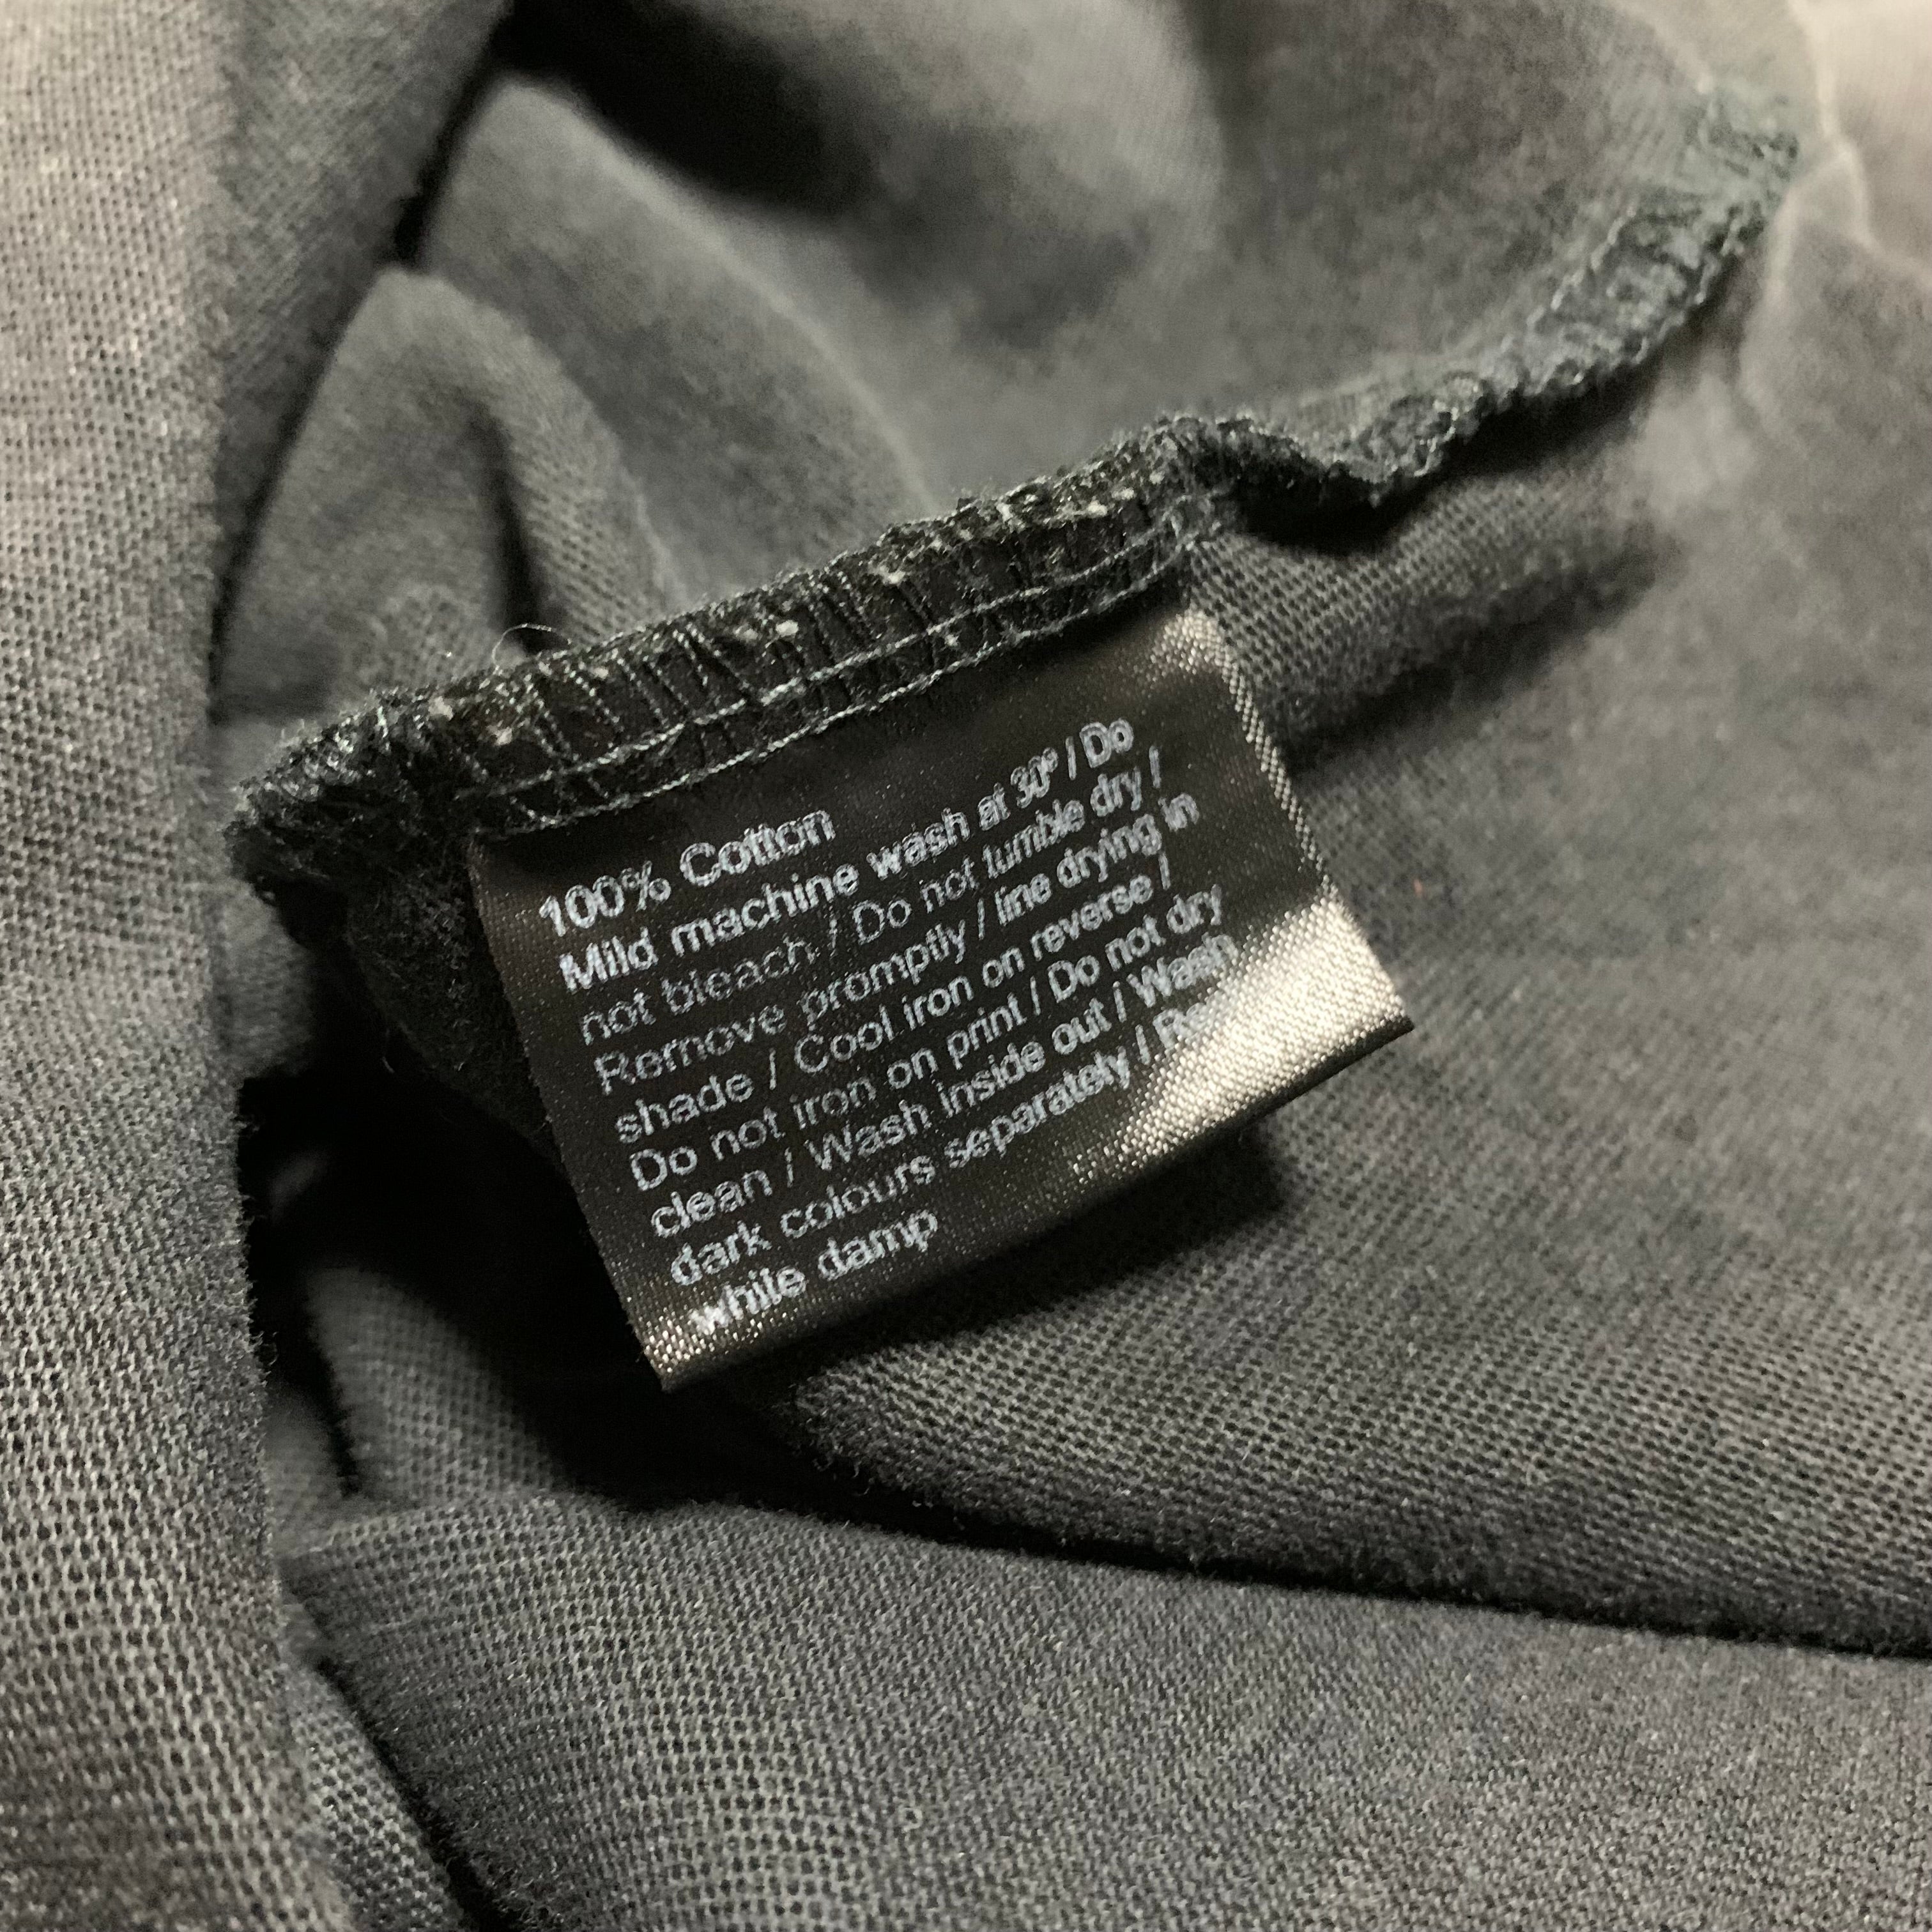 100% Cotton
Mild machine wash at 30° / Do
not bleach / Do not tumble dry /
Remove promptly / line drying in
shade / Cool iron on reverse /
Do not iron on print / Do not dry
clean / Wash inside out / Wash
dark colours separately /
while damp